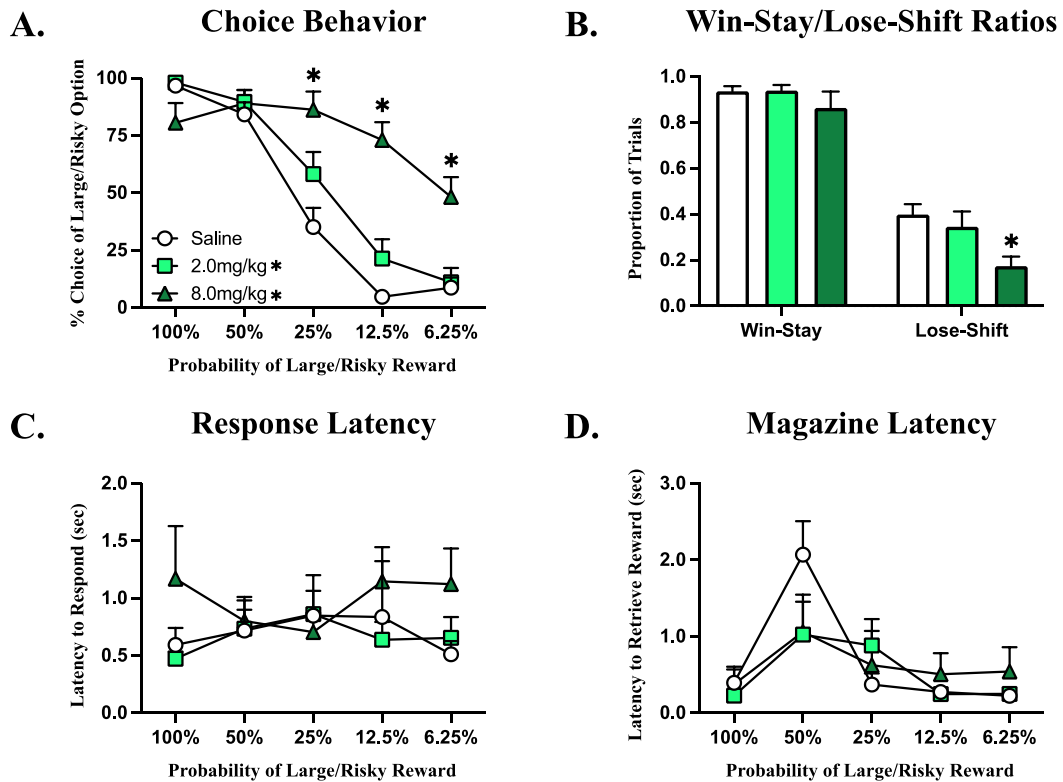 A.
Choice Behavior
% Choice of Large/Risky Option
100
75
50
25
0
*
*
*
Saline
2.0mg/kg *
8.0mg/kg *
100%
50%
25%
12.5%
6.25%
Probability of Large/Risky Reward
B.
Win-Stay/Lose-Shift Ratios
Proportion of Trials
1.0
0.8
0.6
0.4
0.2
0.0
*
Win-Stay
Lose-Shift
C.
Response Latency
Latency to Respond (sec)
2.0
1.5
1.0
0.5
0.0
100%
50%
25%
12.5%
6.25%
Probability of Large/Risky Reward
D.
Magazine Latency
Latency to Retrieve Reward (sec)
3.0
2.0
1.0
0.0
100%
50%
25%
12.5%
6.25%
Probability of Large/Risky Reward